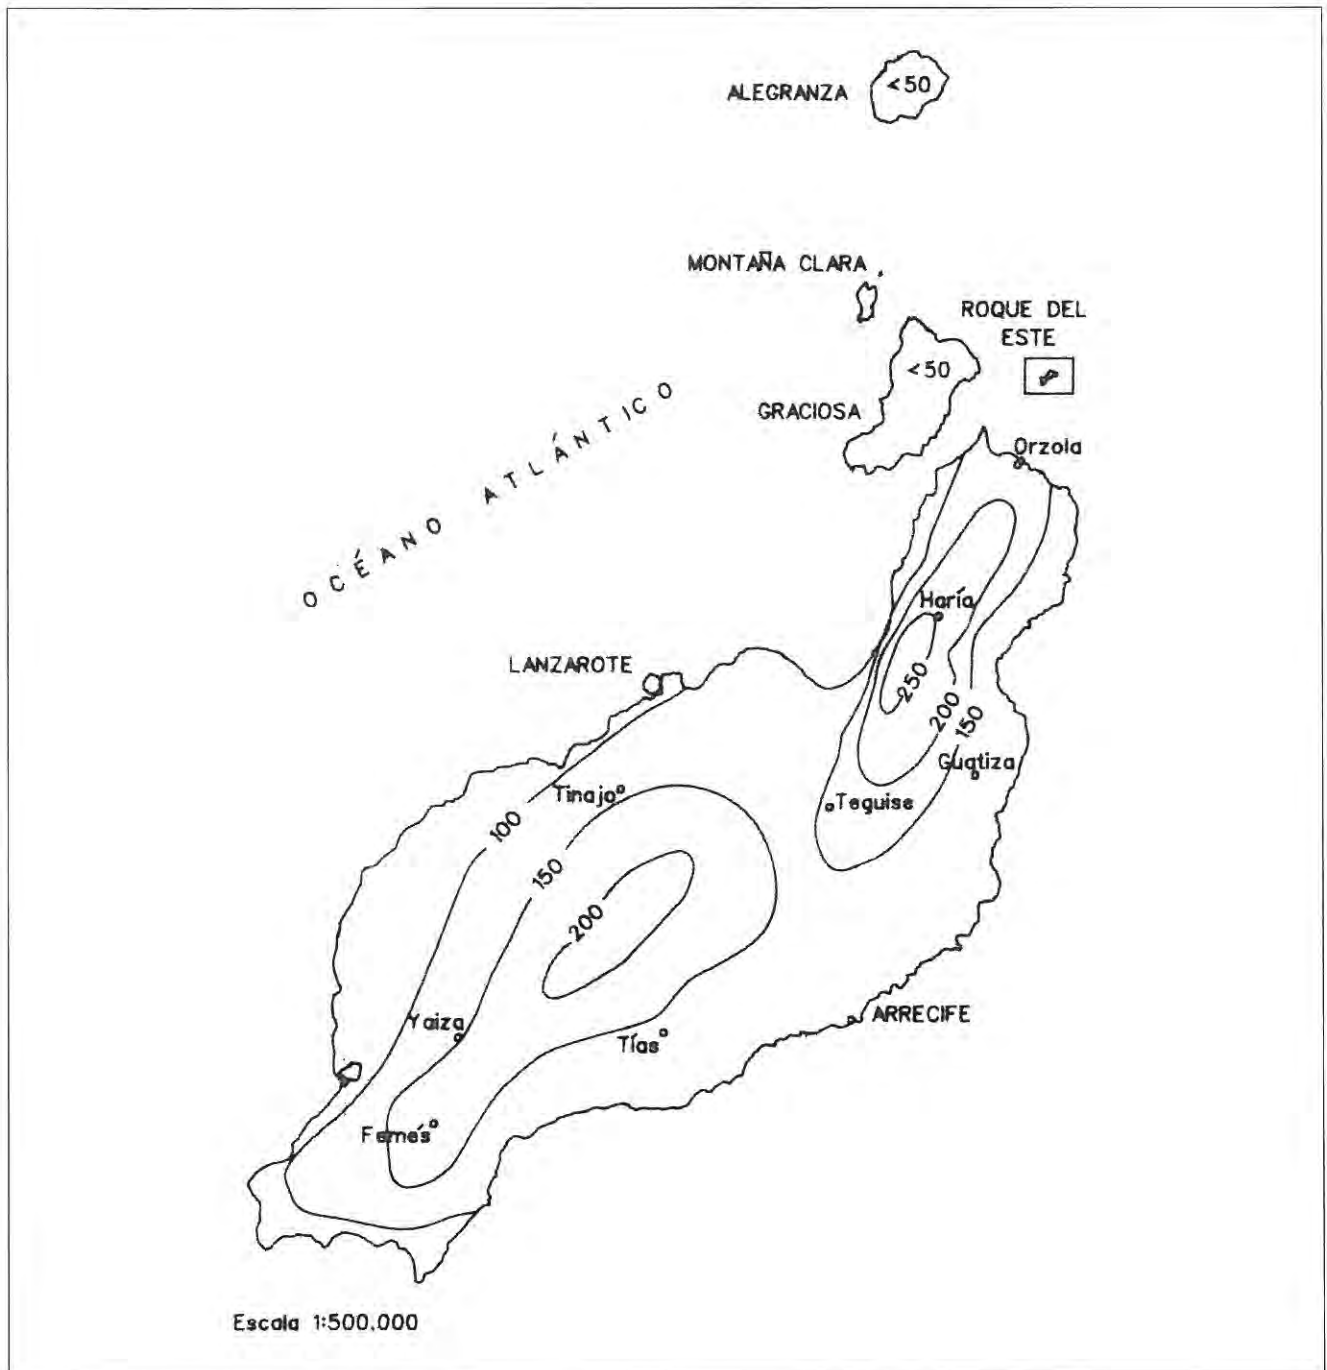 ALEGRANZA
<50
MONTAÑA CLARA
ROQUE DEL
ESTE
<50
GRACIOSA
OCÉANO ATLÁNTICO
Orzola
Haría
LANZAROTE
250
200
150
Guatiza
Tinajo
Teguise
100
150
200
Yaiza
ARRECIFE
Tías
Femés
Escala 1:500.000